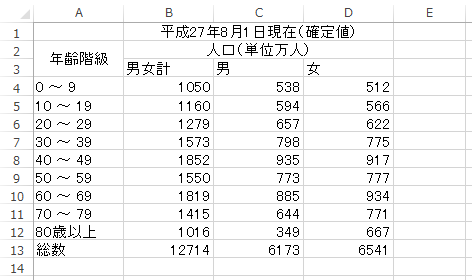 A B C D E
1 平成27年8月1日現在(確定値)
2 年齢階級 人口(単位万人)
3 男女計 男 女
4 0 ～ 9 1050 538 512
5 10 ～ 19 1160 594 566
6 20 ～ 29 1279 657 622
7 30 ～ 39 1573 798 775
8 40 ～ 49 1852 935 917
9 50 ～ 59 1550 773 777
10 60 ～ 69 1819 885 934
11 70 ～ 79 1415 644 771
12 80歳以上 1016 349 667
13 総数 12714 6173 6541
14